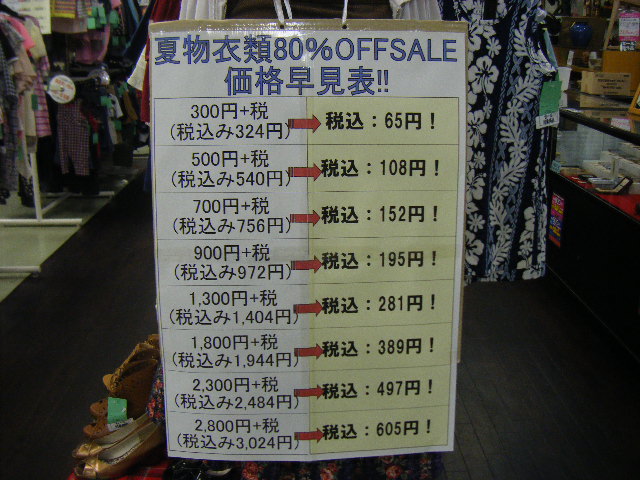 夏物衣類80%OFFSALE
価格早見表!!
300円+税
(税込み324円)
税込：65円！
500円+税
(税込み540円)
税込：108円！
700円+税
(税込み756円)
税込：152円！
900円+税
(税込み972円)
税込：195円！
1,300円+税
(税込み1,404円)
税込：281円！
1,800円+税
(税込み1,944円)
税込：389円！
2,300円+税
(税込み2,484円)
税込：497円！
2,800円+税
(税込み3,024円)
税込：605円！